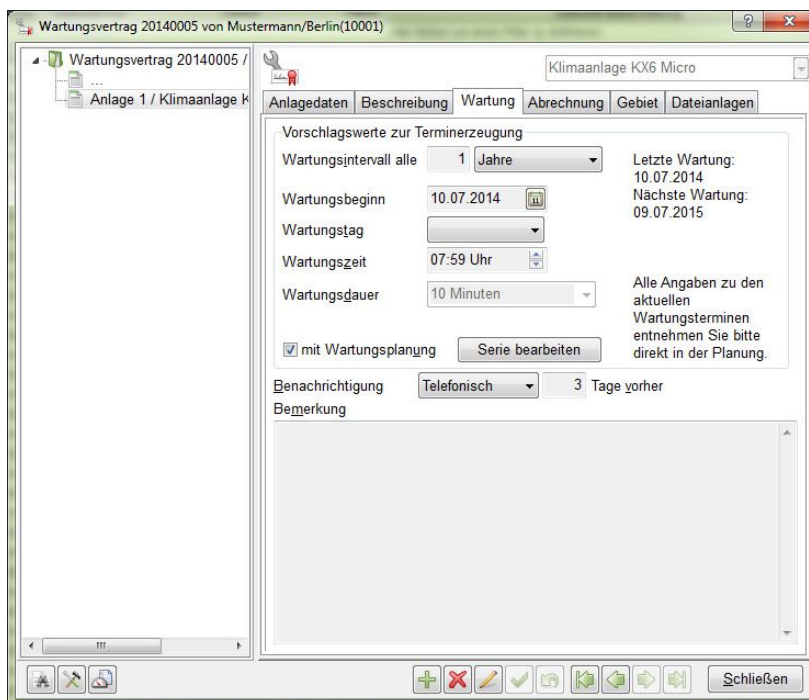 Wartungsvertrag 20140005 von Mustermann/Berlin(10001)
Wartungsvertrag 20140005 /
...
Anlage 1 / Klimaanlage K
Klimaanlage KX6 Micro
Anlagedaten Beschreibung Wartung Abrechnung Gebiet Dateianlagen
Vorschlagswerte zur Terminerzeugung
Wartungsintervall alle 1 Jahre
Wartungsbeginn 10.07.2014
Wartungstag
Wartungszeit 07:59 Uhr
Wartungsdauer 10 Minuten
Letzte Wartung:
10.07.2014
Nächste Wartung:
09.07.2015
Alle Angaben zu den
aktuellen
Wartungsterminen
entnehmen Sie bitte
direkt in der Planung.
mit Wartungsplanung Serie bearbeiten
Benachrichtigung Telefonisch 3 Tage vorher
Bemerkung
Schließen